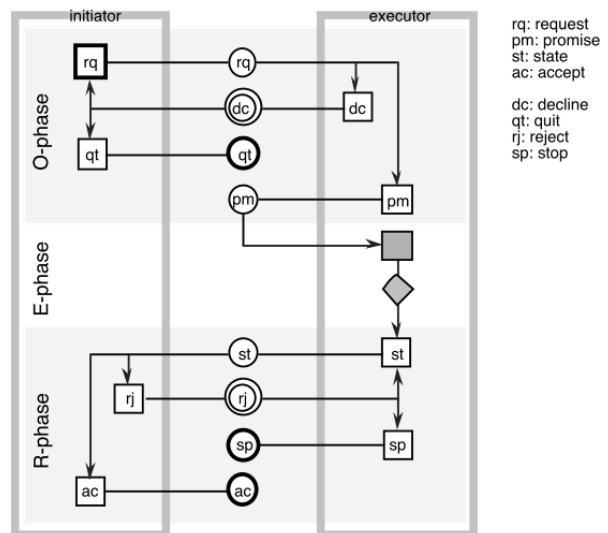 initiator
executor
rq: request
pm: promise
st: state
ac: accept
dc: decline
qt: quit
rj: reject
sp: stop
O-phase
rq
rq
dc
dc
qt
qt
pm
pm
E-phase
R-phase
st
st
rj
rj
sp
sp
ac
ac